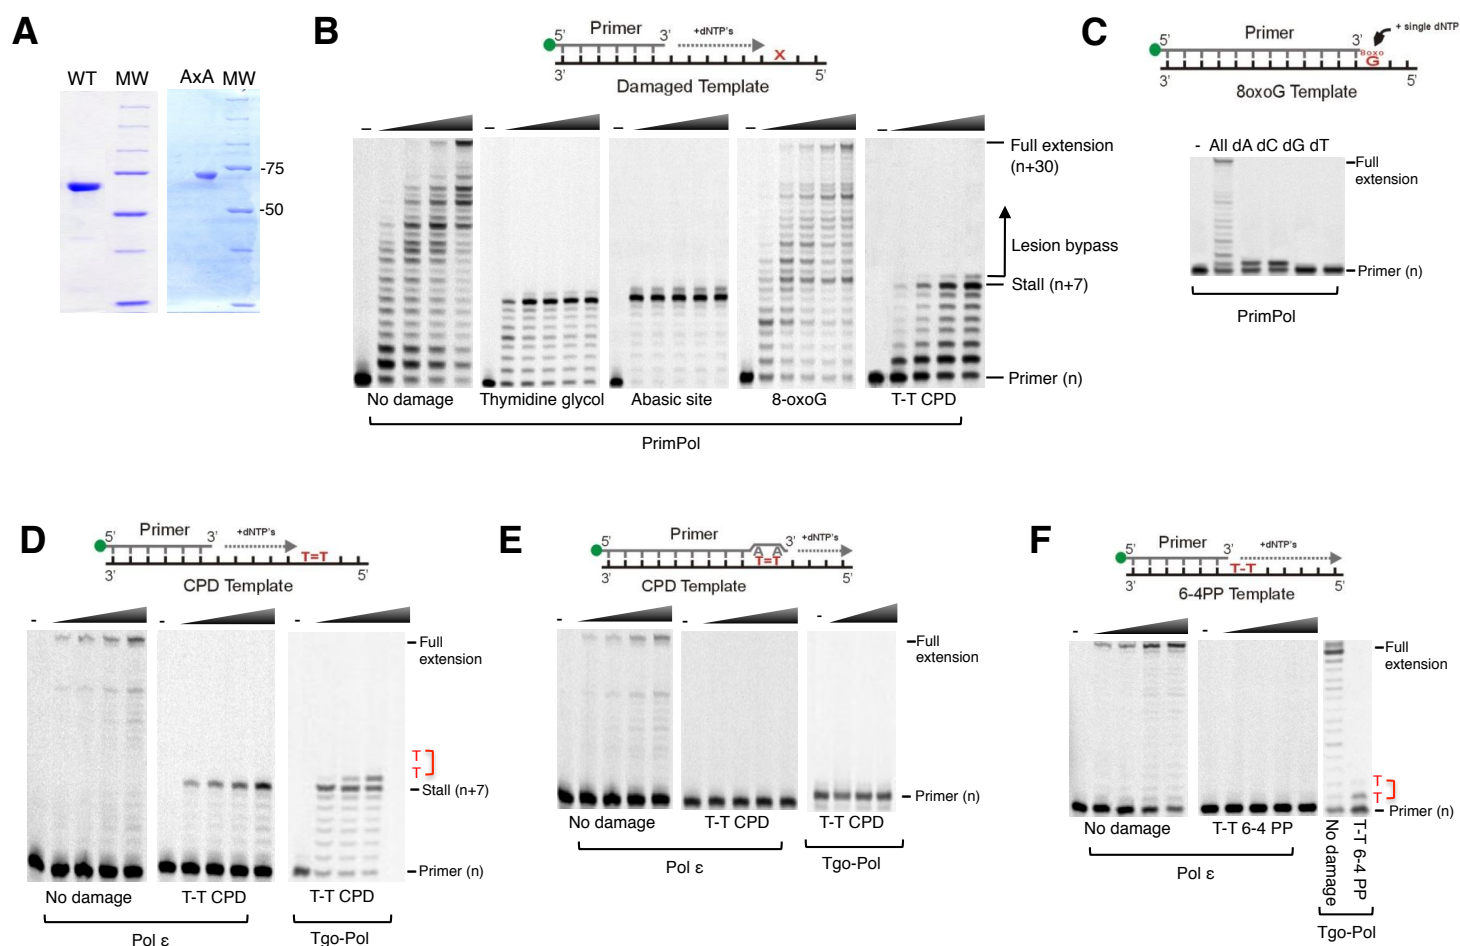 A
WT MW AxA MW
-75
-50
B
5' Primer 3' +dNTP's
X
3' 5'
Damaged Template
– – – – –
Full extension
(n+30)
Lesion bypass
Stall (n+7)
Primer (n)
No damage Thymidine glycol Abasic site 8-oxoG T-T CPD
PrimPol
C
+ single dNTP
5' Primer 3'
8oxo
G
3' 5'
8oxoG Template
- All dA dC dG dT
Full
extension
Primer (n)
PrimPol
D
5' Primer 3' +dNTP's
T=T
3' 5'
CPD Template
- - -
Full
extension
T
T
Stall (n+7)
Primer (n)
No damage T-T CPD T-T CPD
Pol ε Tgo-Pol
E
5' Primer 3' +dNTP's
A A
T=T
3' 5'
CPD Template
- - -
Full
extension
Primer (n)
No damage T-T CPD T-T CPD
Pol ε Tgo-Pol
F
5' Primer 3' +dNTP's
T-T
3' 5'
6-4PP Template
- -
Full
extension
T
T
Primer (n)
No damage T-T 6-4 PP
No damage
T-T 6-4 PP
Pol ε
Tgo-Pol